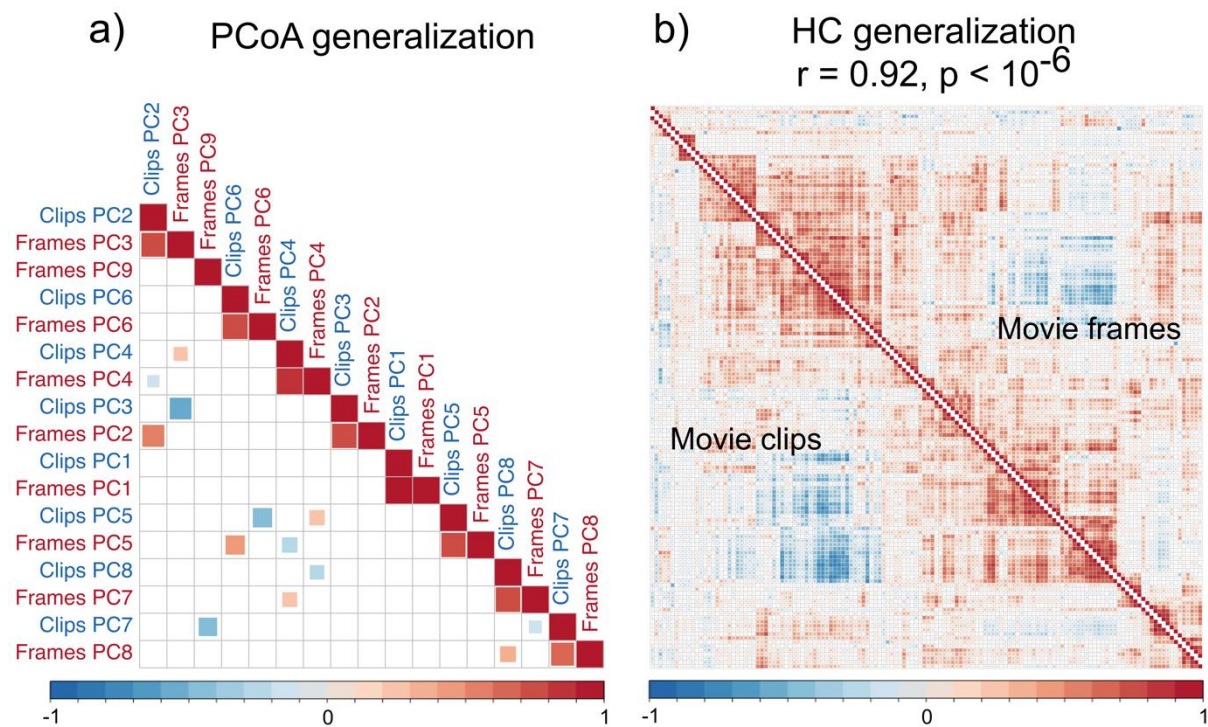 a) PCoA generalization
Clips PC2
Frames PC3
Frames PC9
Clips PC6
Frames PC6
Clips PC4
Frames PC4
Clips PC3
Frames PC2
Clips PC1
Frames PC1
Clips PC5
Frames PC5
Clips PC8
Frames PC7
Clips PC7
Frames PC8
Clips PC2
Frames PC3
Frames PC9
Clips PC6
Frames PC6
Clips PC4
Frames PC4
Clips PC3
Frames PC2
Clips PC1
Frames PC1
Clips PC5
Frames PC5
Clips PC8
Frames PC7
Clips PC7
Frames PC8
-1 0 1
b) HC generalization
r = 0.92, p < 10⁻⁶
Movie frames
Movie clips
-1 0 1